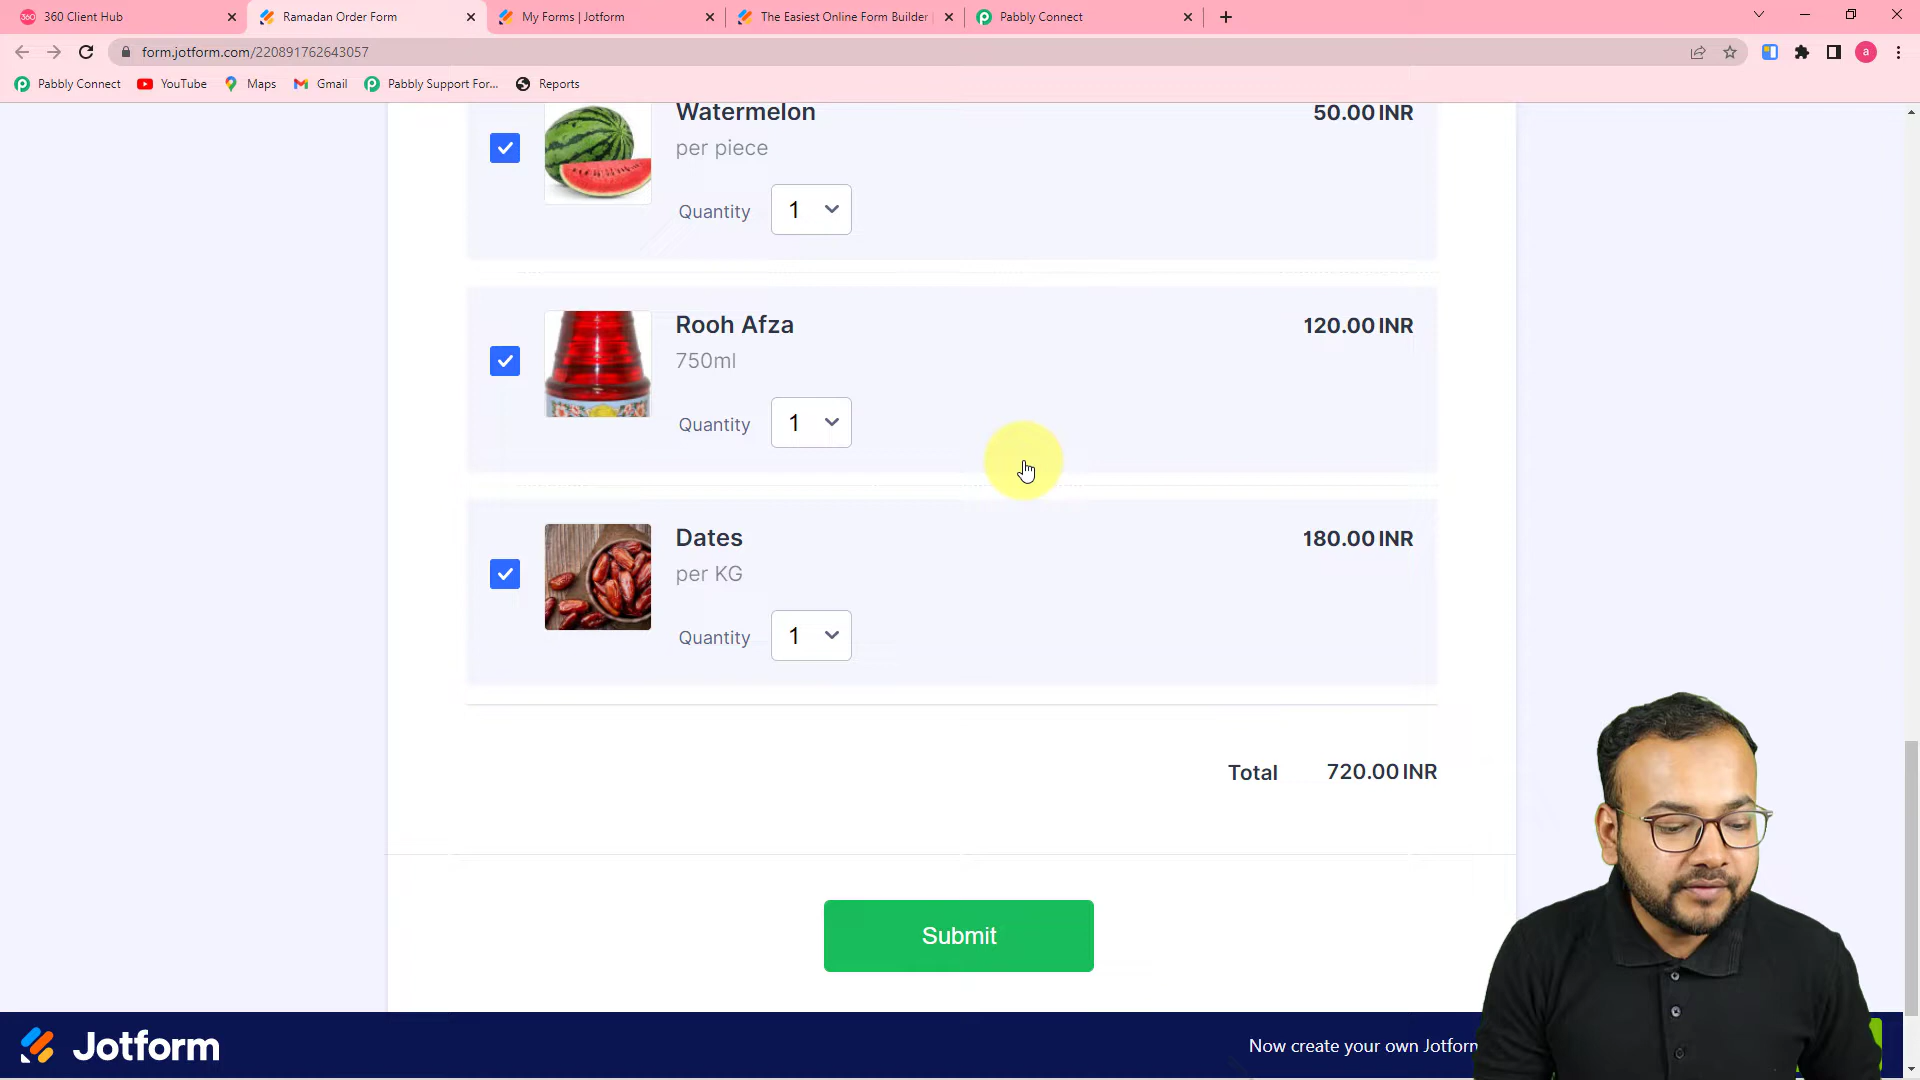 360 Client Hub
Ramadan Order Form
My Forms | Jotform
The Easiest Online Form Builder
Pabbly Connect
form.jotform.com/220891762643057
a
Pabbly Connect
YouTube
Maps
Gmail
Pabbly Support For...
Reports
Watermelon
50.00 INR
per piece
Quantity
1
Rooh Afza
120.00 INR
750ml
Quantity
1
Dates
180.00 INR
per KG
Quantity
1
Total 720.00 INR
Submit
Jotform
Now create your own Jotform